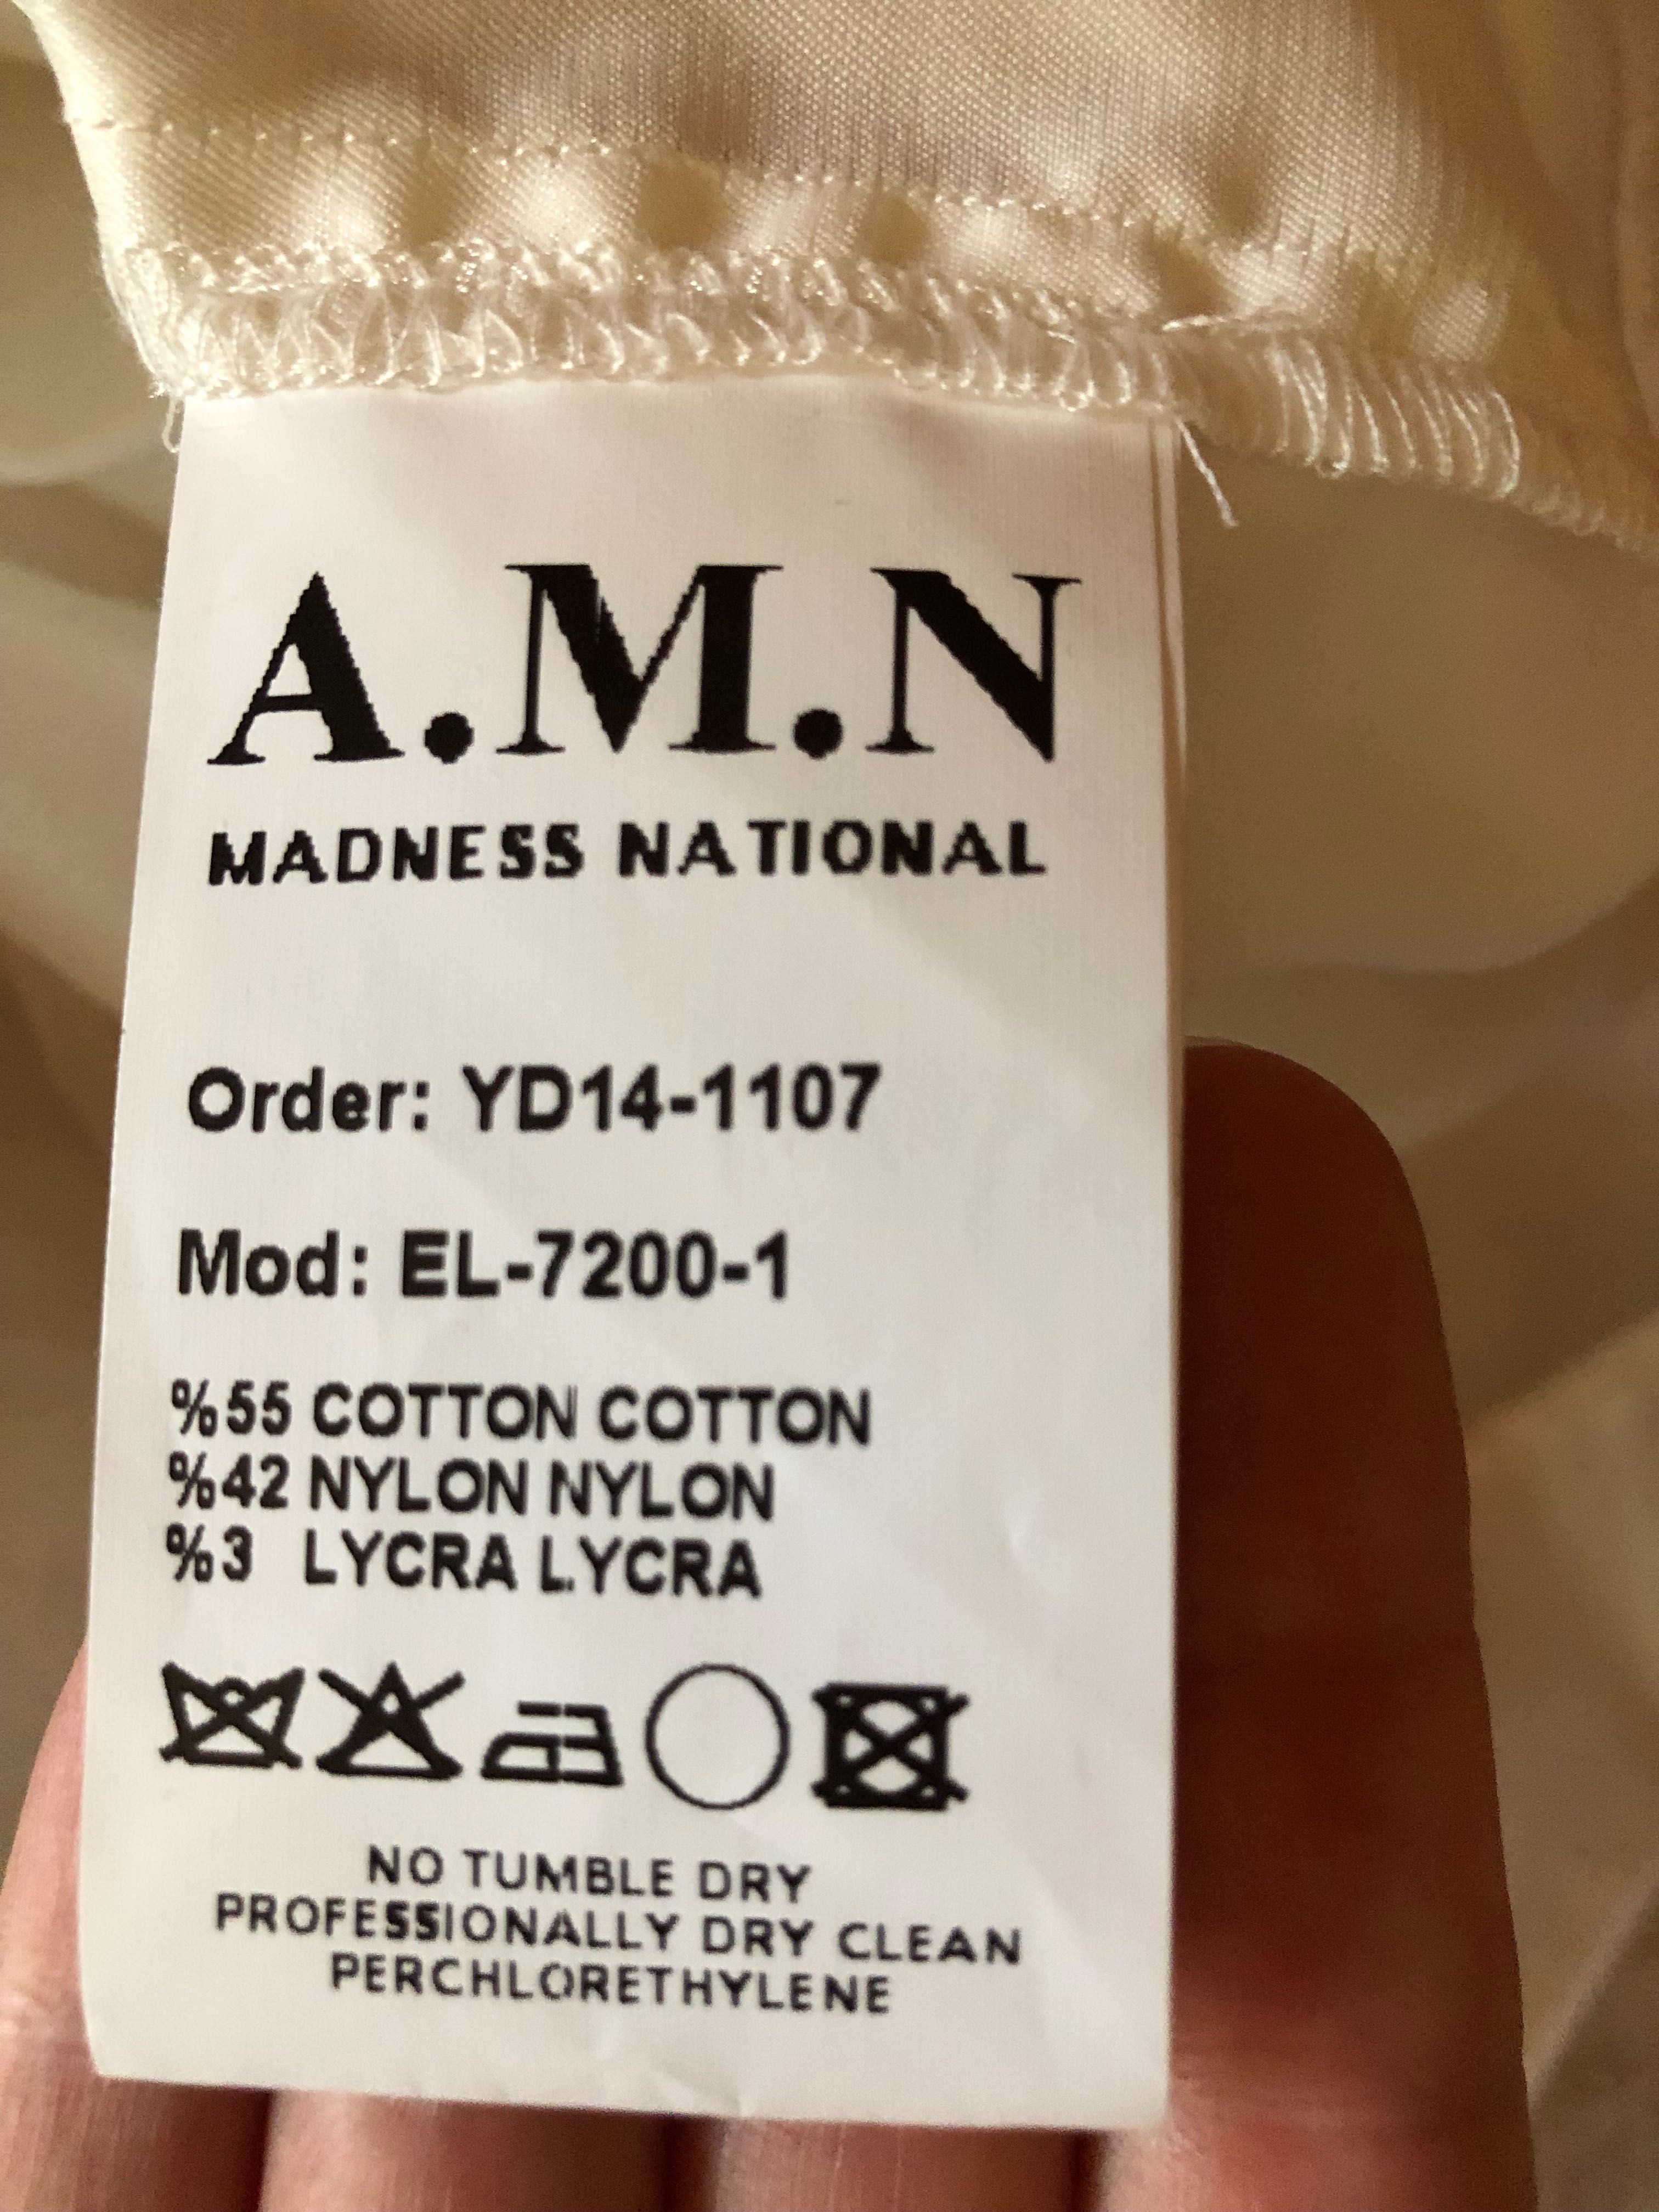 A.M.N
MADNESS NATIONAL
Order: YD14-1107
Mod: EL-7200-1
%55 COTTON COTTON
%42 NYLON NYLON
%3 LYCRA LYCRA
NO TUMBLE DRY
PROFESSIONALLY DRY CLEAN
PERCHLORETHYLENE